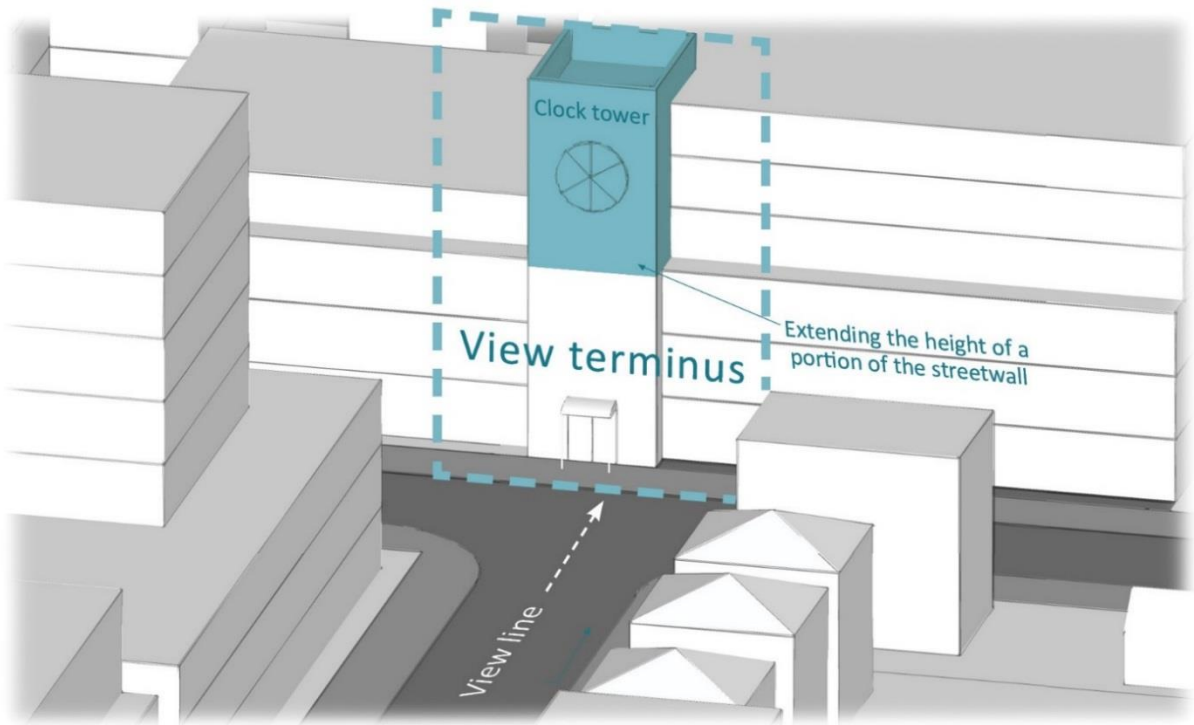 Clock tower
View terminus
Extending the height of a
portion of the streetwall
View line